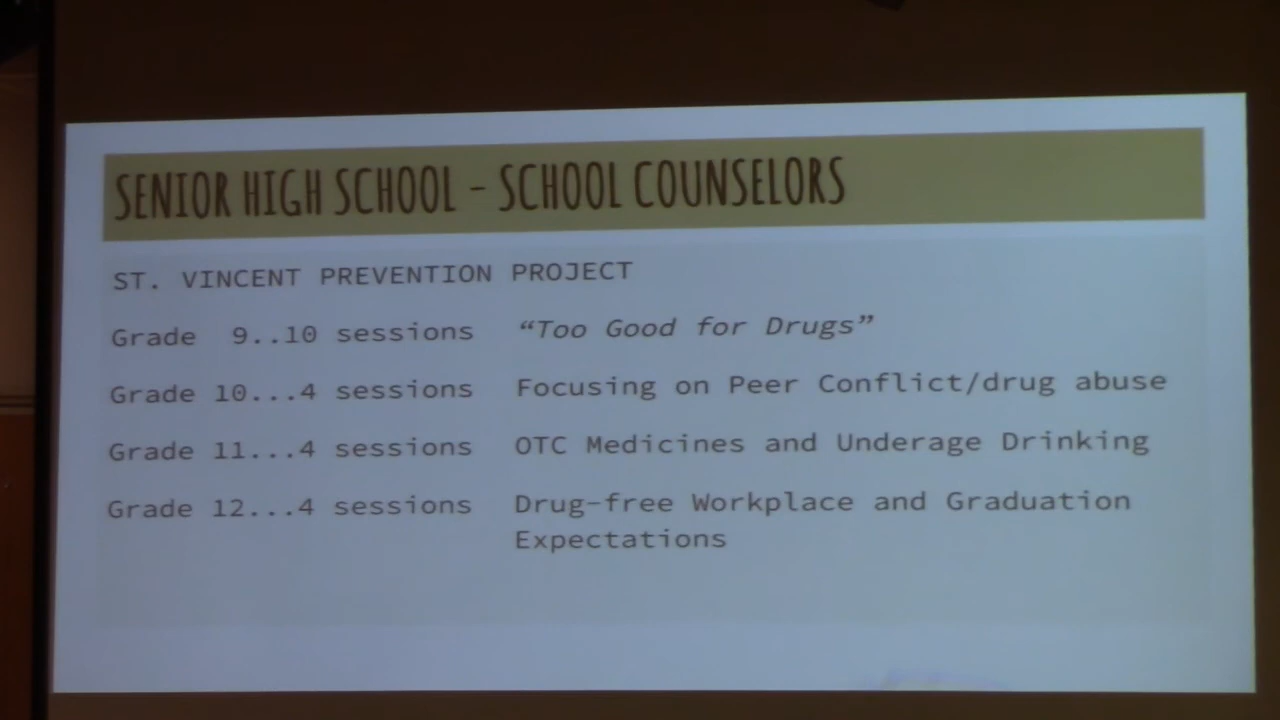 SENIOR HIGH SCHOOL - SCHOOL COUNSELORS
ST. VINCENT PREVENTION PROJECT
Grade 9..10 sessions “Too Good for Drugs”
Grade 10...4 sessions Focusing on Peer Conflict/drug abuse
Grade 11...4 sessions OTC Medicines and Underage Drinking
Grade 12...4 sessions Drug-free Workplace and Graduation
Expectations